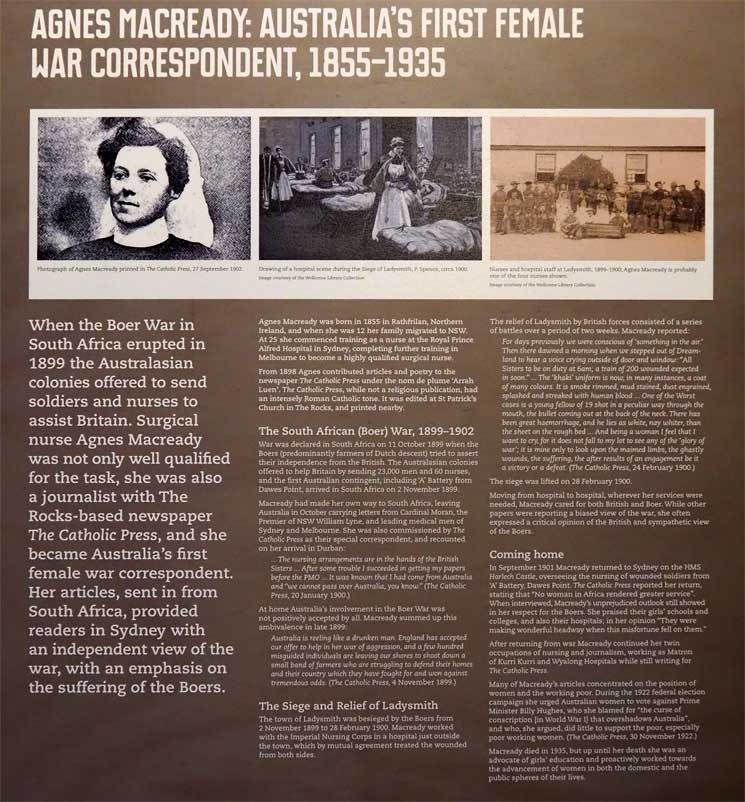 AGNES MACREADY: AUSTRALIA'S FIRST FEMALE
WAR CORRESPONDENT, 1855–1935
Photograph of Agnes Macready printed in The Catholic Press, 27 September 1902.
Drawing of a hospital scene during the Siege of Ladysmith, F. Spence, circa 1900.
Image courtesy of the Wellcome Library Collection.
Nurses and hospital staff at Ladysmith, 1899–1900; Agnes Macready is probably
one of the four nurses shown.
Image courtesy of the Wellcome Library Collection.
When the Boer War in
South Africa erupted in
1899 the Australasian
colonies offered to send
soldiers and nurses to
assist Britain. Surgical
nurse Agnes Macready
was not only well qualified
for the task, she was also
a journalist with The
Rocks-based newspaper
The Catholic Press, and she
became Australia's first
female war correspondent.
Her articles, sent in from
South Africa, provided
readers in Sydney with
an independent view of the
war, with an emphasis on
the suffering of the Boers.
Agnes Macready was born in 1855 in Rathfrilan, Northern
Ireland, and when she was 12 her family migrated to NSW.
At 25 she commenced training as a nurse at the Royal Prince
Alfred Hospital in Sydney, completing further training in
Melbourne to become a highly qualified surgical nurse.
From 1898 Agnes contributed articles and poetry to the
newspaper The Catholic Press under the nom de plume 'Arrah
Luen'. The Catholic Press, while not a religious publication, had
an intensely Roman Catholic tone. It was edited at St Patrick's
Church in The Rocks, and printed nearby.
The South African (Boer) War, 1899–1902
War was declared in South Africa on 11 October 1899 when the
Boers (predominantly farmers of Dutch descent) tried to assert
their independence from the British. The Australasian colonies
offered to help Britain by sending 23,000 men and 60 nurses,
and the first Australian contingent, including 'A' Battery from
Dawes Point, arrived in South Africa on 2 November 1899.
Macready had made her own way to South Africa, leaving
Australia in October carrying letters from Cardinal Moran, the
Premier of NSW William Lyne, and leading medical men of
Sydney and Melbourne. She was also commissioned by The
Catholic Press as their special correspondent, and recounted
on her arrival in Durban:
... The nursing arrangements are in the hands of the British
Sisters ... After some trouble I succeeded in getting my papers
before the PMO ... It was known that I had come from Australia
and "we cannot pass over Australia, you know." (The Catholic
Press, 20 January 1900.)
At home Australia's involvement in the Boer War was
not positively accepted by all. Macready summed up this
ambivalence in late 1899:
Australia is reeling like a drunken man. England has accepted
our offer to help in her war of aggression, and a few hundred
misguided individuals are leaving our shores to shoot down a
small band of farmers who are struggling to defend their homes
and their country which they have fought for and won against
tremendous odds. (The Catholic Press, 4 November 1899.)
The Siege and Relief of Ladysmith
The town of Ladysmith was besieged by the Boers from
2 November 1899 to 28 February 1900. Macready worked
with the Imperial Nursing Corps in a hospital just outside
the town, which by mutual agreement treated the wounded
from both sides.
The relief of Ladysmith by British forces consisted of a series
of battles over a period of two weeks. Macready reported:
For days previously we were conscious of 'something in the air.'
Then there dawned a morning when we stepped out of Dream-
land to hear a voice crying outside of door and window: "All
Sisters to be on duty at 6am; a train of 200 wounded expected
in soon." ... The 'khaki' uniform is now, in many instances, a coat
of many colours. It is smoke rimmed, mud stained, dust engrained,
splashed and streaked with human blood ... One of the Worst
cases is a young fellow of 19 shot in a peculiar way through the
mouth, the bullet coming out at the back of the neck. There has
been great haemorrhage, and he lies as white, nay whiter, than
the sheet on the rough bed ... And being a woman I feel that I
want to cry, for it does not fall to my lot to see any of the 'glory of
war'; it is mine only to look upon the maimed limbs, the ghastly
wounds, the suffering, the after results of an engagement be it
a victory or a defeat. (The Catholic Press, 24 February 1900.)
The siege was lifted on 28 February 1900.
Moving from hospital to hospital, wherever her services were
needed, Macready cared for both British and Boer. While other
papers were reporting a biased view of the war, she often
expressed a critical opinion of the British and sympathetic view
of the Boers.
Coming home
In September 1901 Macready returned to Sydney on the HMS
Harlech Castle, overseeing the nursing of wounded soldiers from
'A' Battery, Dawes Point. The Catholic Press reported her return,
stating that "No woman in Africa rendered greater service".
When interviewed, Macready's unprejudiced outlook still showed
in her respect for the Boers. She praised their girls' schools and
colleges, and also their hospitals; in her opinion "They were
making wonderful headway when this misfortune fell on them."
After returning from war Macready continued her twin
occupations of nursing and journalism, working as Matron
of Kurri Kurri and Wyalong Hospitals while still writing for
The Catholic Press.
Many of Macready's articles concentrated on the position of
women and the working poor. During the 1922 federal election
campaign she urged Australian women to vote against Prime
Minister Billy Hughes, who she blamed for "the curse of
conscription [in World War I] that overshadows Australia",
and who, she argued, did little to support the poor, especially
poor working women. (The Catholic Press, 30 November 1922.)
Macready died in 1935, but up until her death she was an
advocate of girls' education and proactively worked towards
the advancement of women in both the domestic and the
public spheres of their lives.